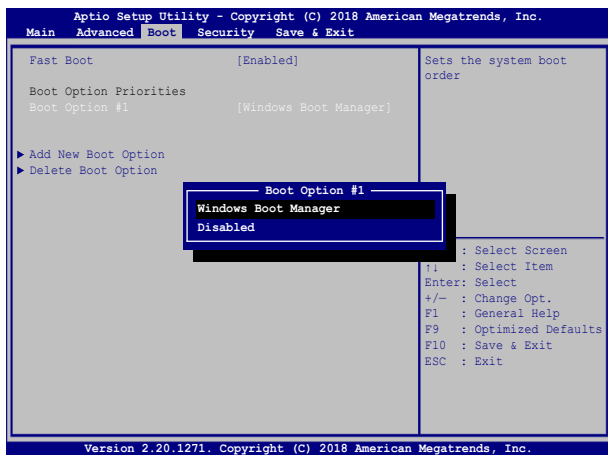 Aptio Setup Utility - Copyright (C) 2018 American Megatrends, Inc.
Main Advanced Boot Security Save & Exit
Fast Boot [Enabled]
Boot Option Priorities
Boot Option #1 [Windows Boot Manager]
▶ Add New Boot Option
▶ Delete Boot Option
Boot Option #1
Windows Boot Manager
Disabled
Sets the system boot
order
: Select Screen
↑↓ : Select Item
Enter: Select
+/— : Change Opt.
F1 : General Help
F9 : Optimized Defaults
F10 : Save & Exit
ESC : Exit
Version 2.20.1271. Copyright (C) 2018 American Megatrends, Inc.